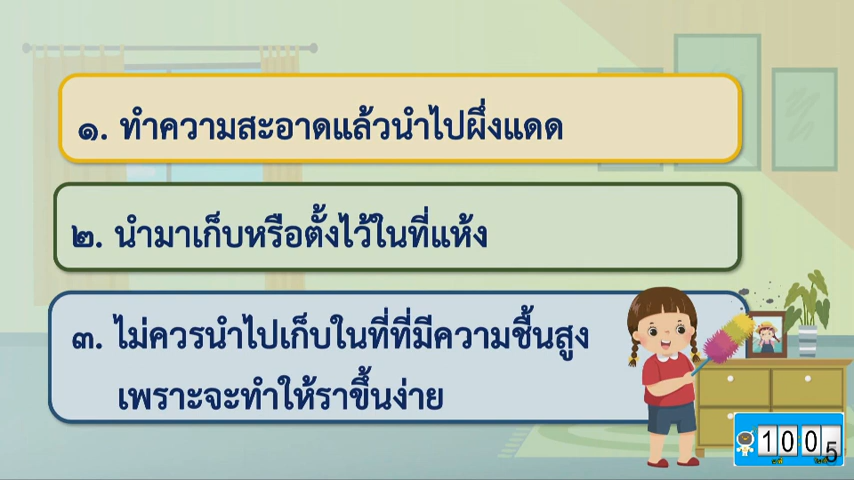 ๑. ทำความสะอาดแล้วนำไปผึ่งแดด
๒. นำมาเก็บหรือตั้งไว้ในที่แห้ง
๓. ไม่ควรนำไปเก็บในที่ที่มีความชื้นสูง
เพราะจะทำให้ราขึ้นง่าย
1005